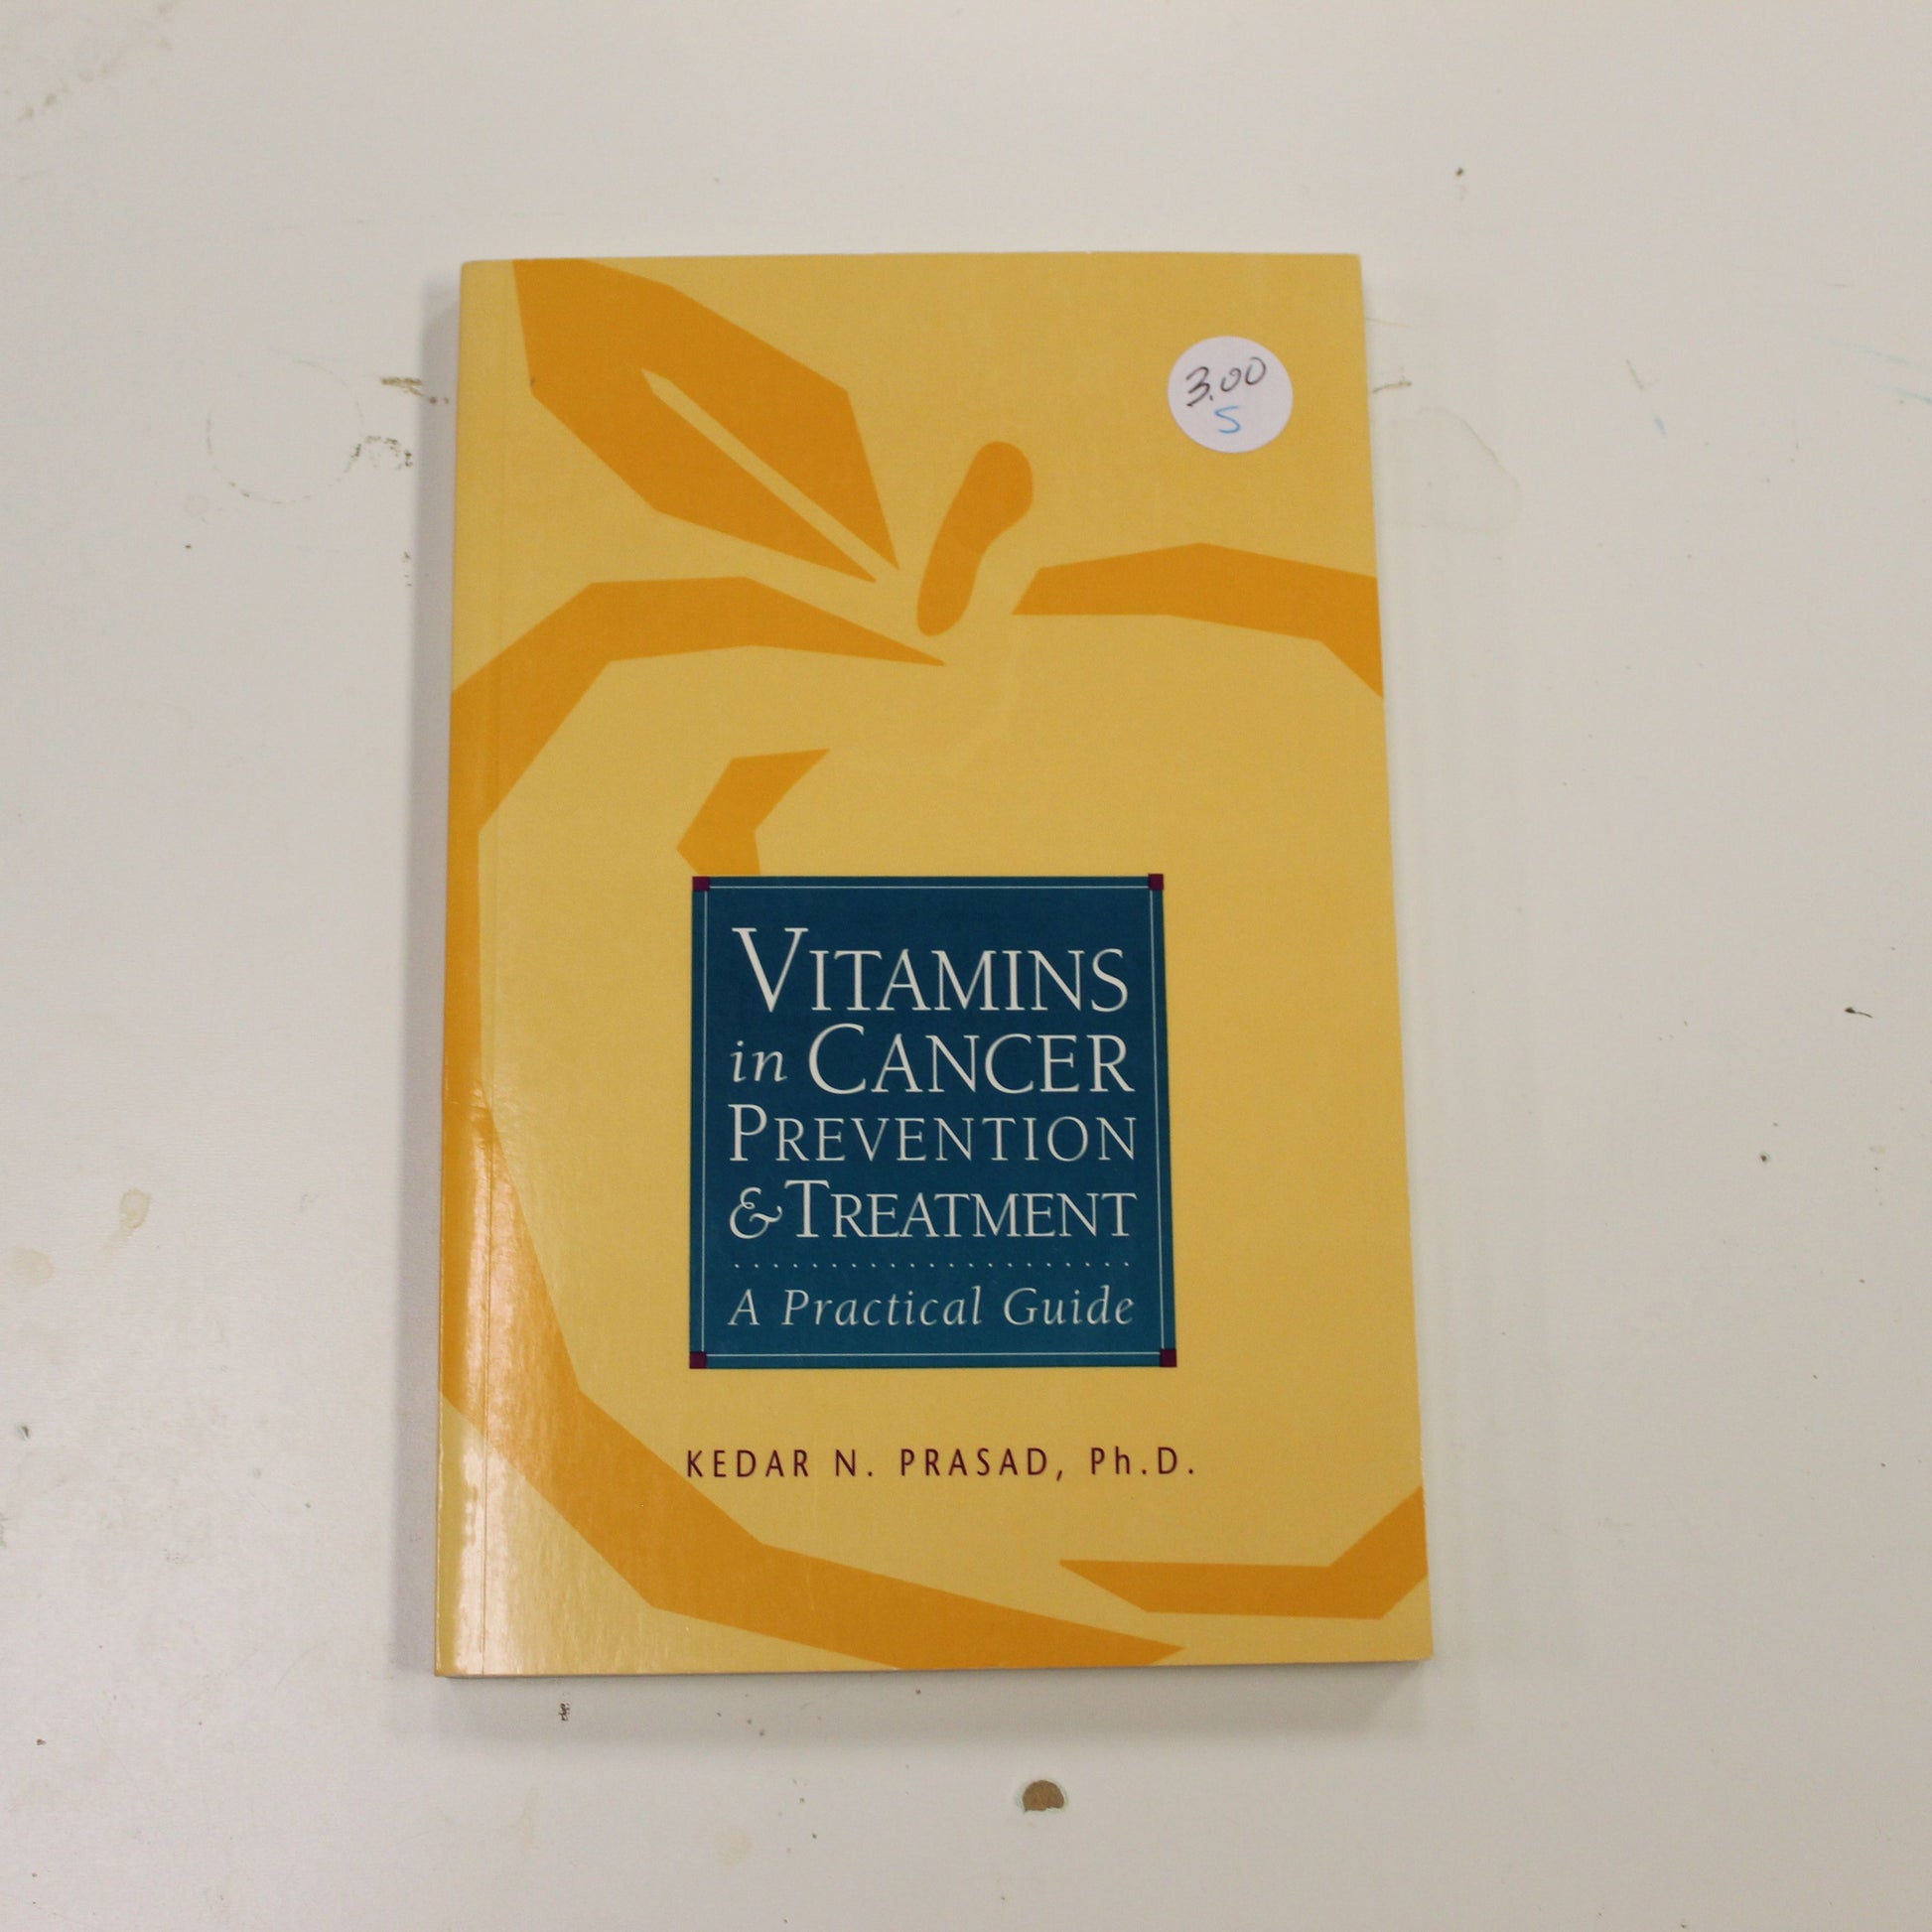 3.00
S
VITAMINS
in CANCER
PREVENTION
& TREATMENT
A Practical Guide
KEDAR N. PRASAD, Ph.D.